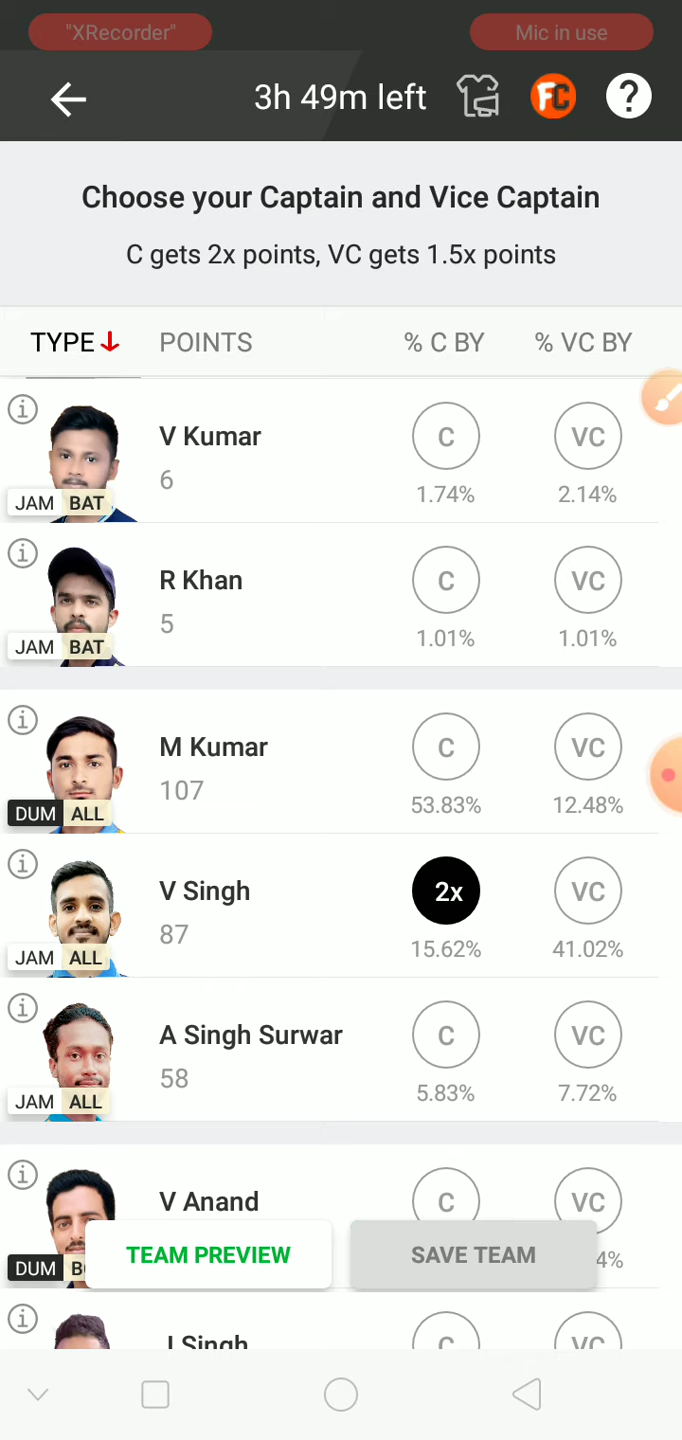 "XRecorder" Mic in use
3h 49m left FC ?
Choose your Captain and Vice Captain
C gets 2x points, VC gets 1.5x points
TYPE POINTS % C BY % VC BY
V Kumar C VC
6
JAM BAT 1.74% 2.14%
R Khan C VC
5
JAM BAT 1.01% 1.01%
M Kumar C VC
107
DUM ALL 53.83% 12.48%
V Singh 2x VC
87
JAM ALL 15.62% 41.02%
A Singh Surwar C VC
58
JAM ALL 5.83% 7.72%
V Anand C VC
DUM TEAM PREVIEW SAVE TEAM 4%
J Singh C VC